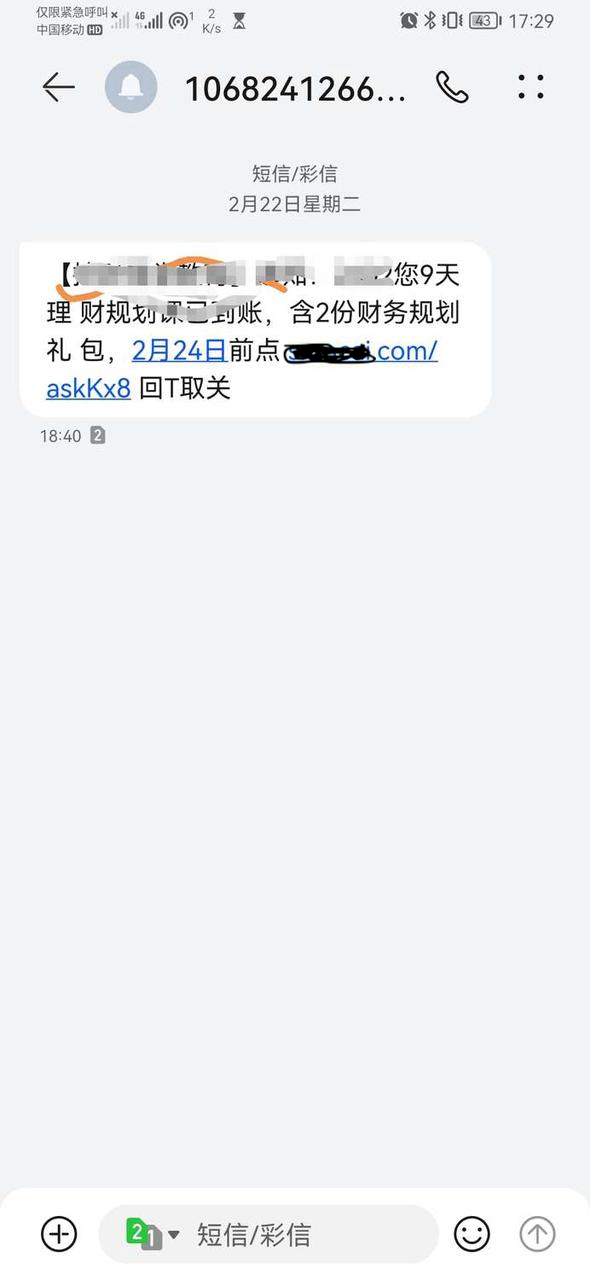 仅限紧急呼叫
中国移动 HD
4G
1
2
K/s
43
17:29
1068241266...
短信/彩信
2月22日星期二
【 您9天
理 财规划课已到账，含2份财务规划
礼 包，2月24日前点 .com/
askKx8 回T取关
18:40 2
2 1 短信/彩信